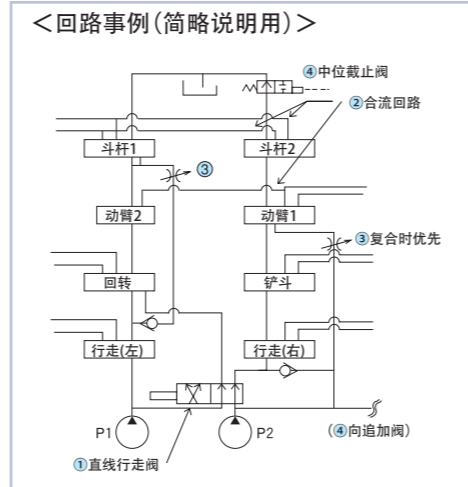 ＜回路事例(简略说明用)＞
④中位截止阀
②合流回路
斗杆1
斗杆2
③
动臂2
动臂1
③复合时优先
回转
铲斗
行走(左)
行走(右)
P1
P2
(④向追加阀)
①直线行走阀